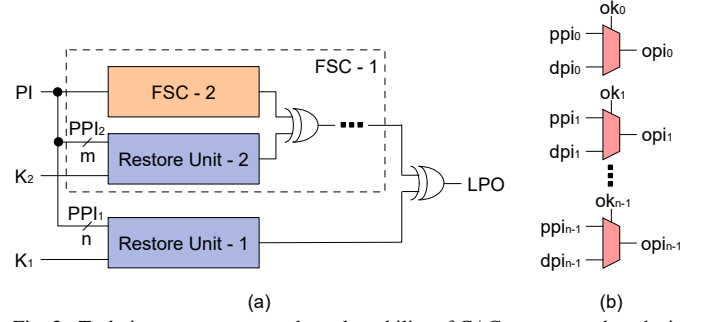 FSC - 1
PI
FSC - 2
PPI₂
m
Restore Unit - 2
K₂
LPO
PPI₁
n
Restore Unit - 1
K₁
(a)
ok₀
ppi₀
dpi₀
opi₀
ok₁
ppi₁
dpi₁
opi₁
okₙ₋₁
ppiₙ₋₁
dpiₙ₋₁
opiₙ₋₁
(b)